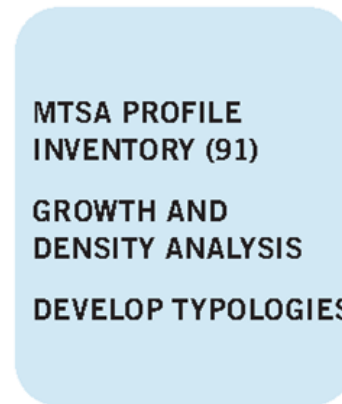 MTSA PROFILE
INVENTORY (91)
GROWTH AND
DENSITY ANALYSIS
DEVELOP TYPOLOGIES